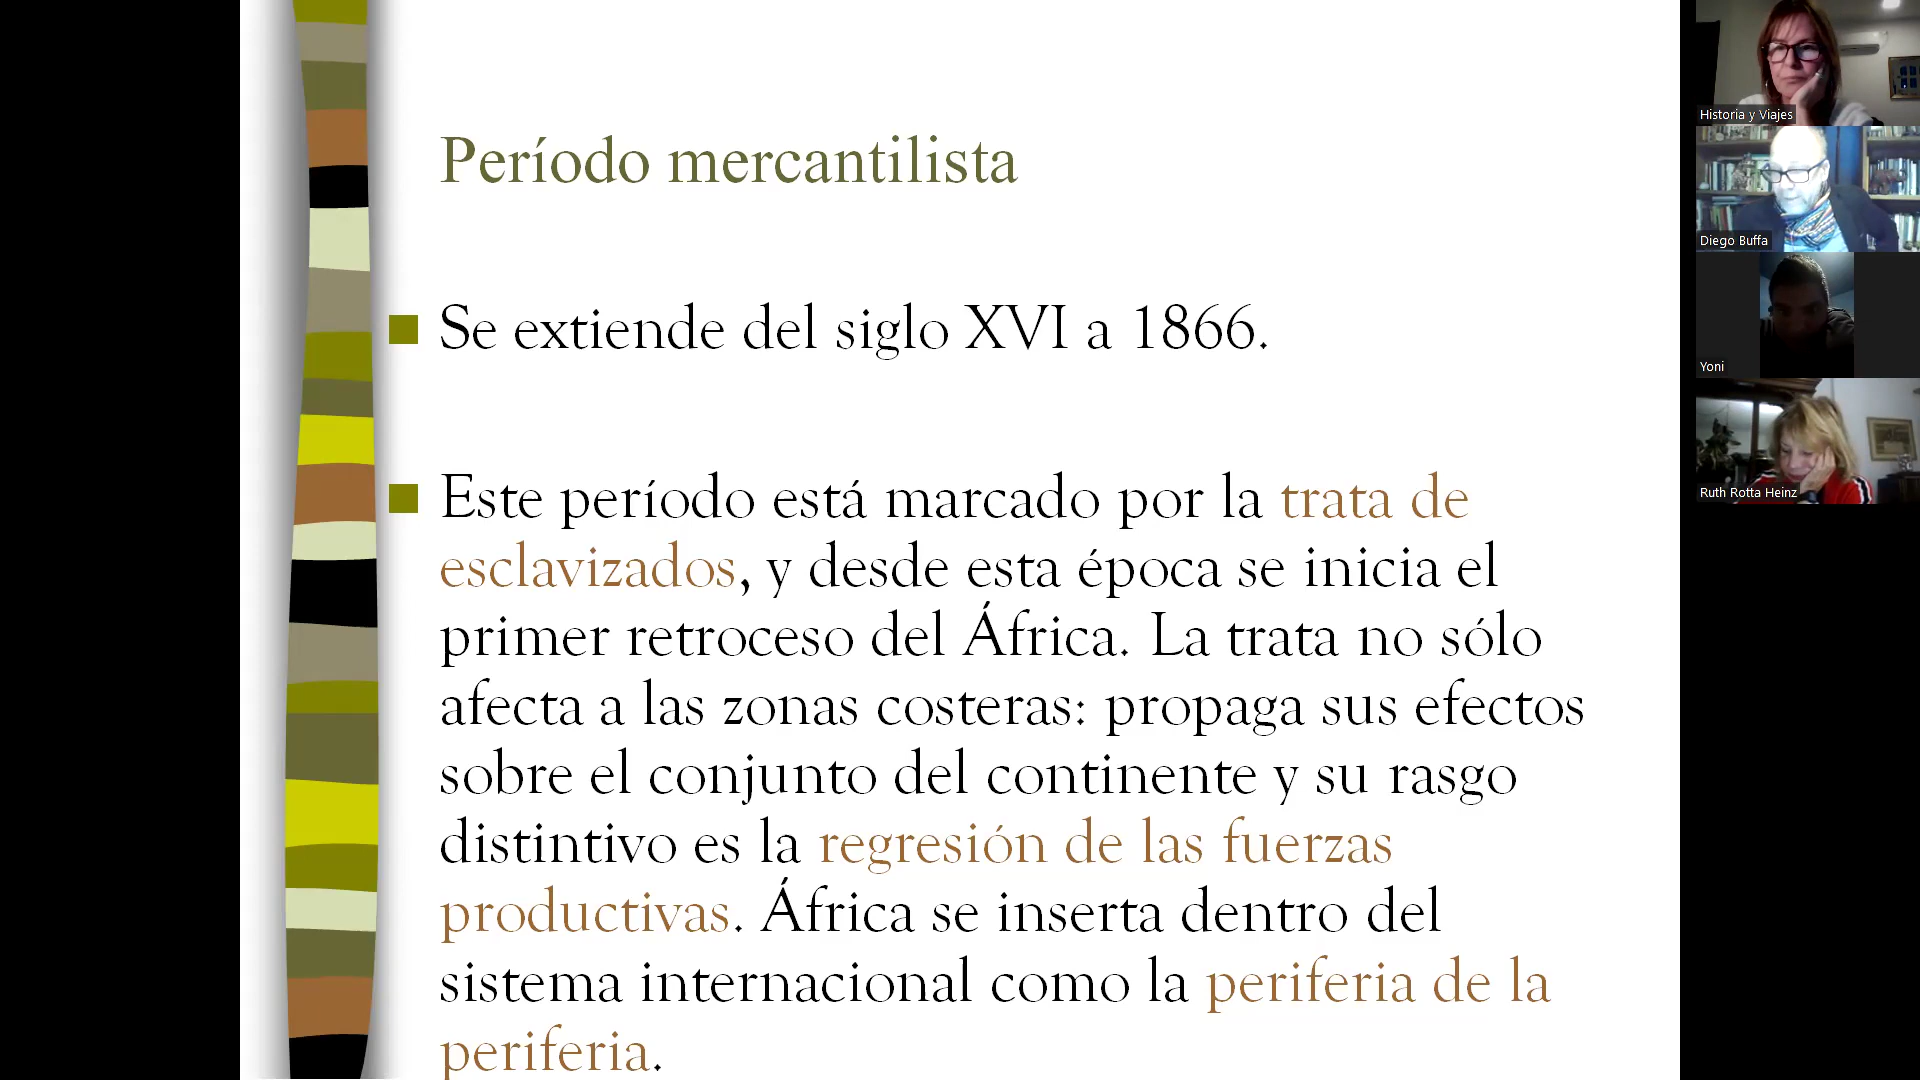 Período mercantilista
Se extiende del siglo XVI a 1866.
Este período está marcado por la trata de
esclavizados, y desde esta época se inicia el
primer retroceso del África. La trata no sólo
afecta a las zonas costeras: propaga sus efectos
sobre el conjunto del continente y su rasgo
distintivo es la regresión de las fuerzas
productivas. África se inserta dentro del
sistema internacional como la periferia de la
periferia.
Historia y Viajes
Diego Buffa
Yoni
Ruth Rotta Heinz